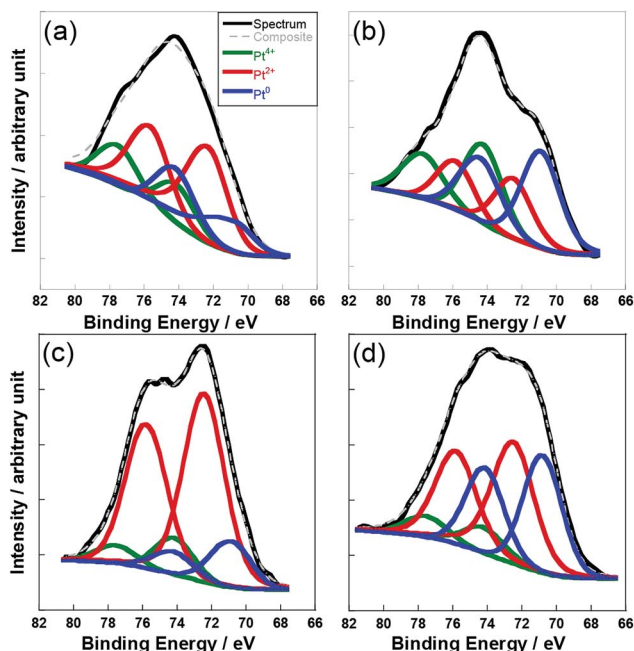 (a)
Spectrum
Composite
Pt4+
Pt2+
Pt0
Intensity / arbitrary unit
82 80 78 76 74 72 70 68 66
Binding Energy / eV
(b)
82 80 78 76 74 72 70 68 66
Binding Energy / eV
(c)
Intensity / arbitrary unit
82 80 78 76 74 72 70 68 66
Binding Energy / eV
(d)
82 80 78 76 74 72 70 68 66
Binding Energy / eV